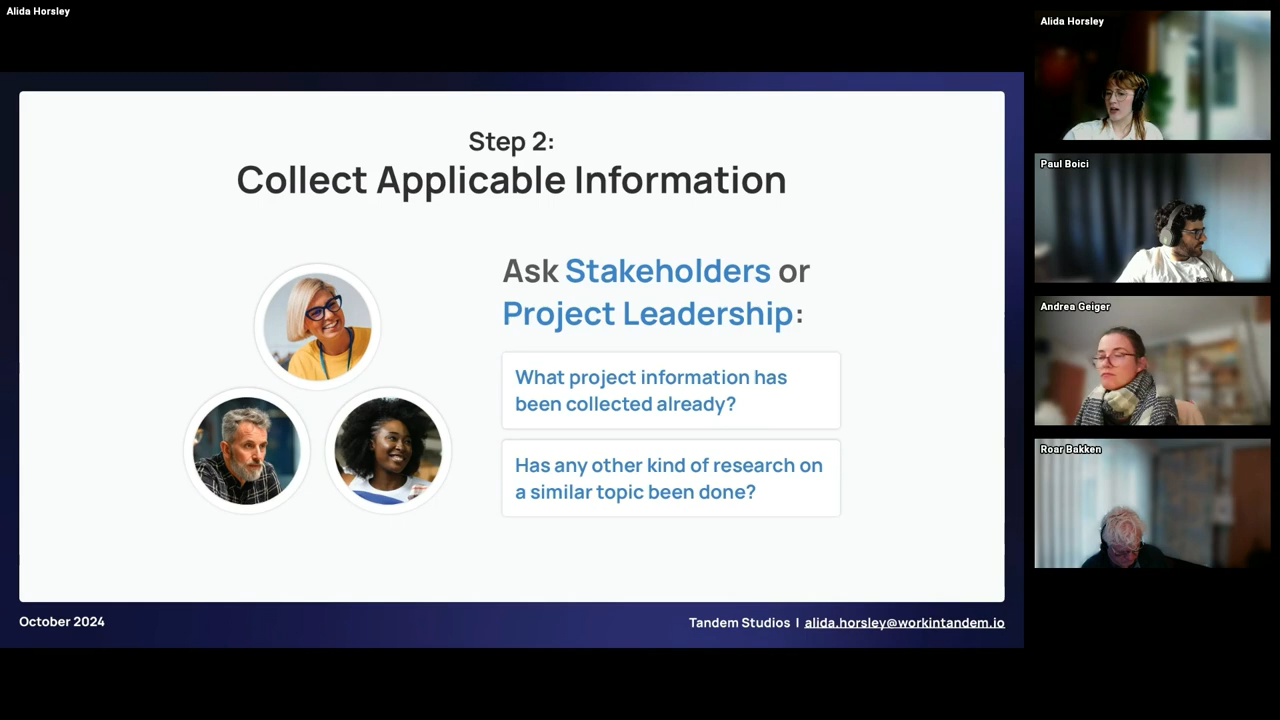 Alida Horsley
Step 2:
Collect Applicable Information
Ask Stakeholders or
Project Leadership:
What project information has
been collected already?
Has any other kind of research on
a similar topic been done?
October 2024
Tandem Studios | alida.horsley@workintandem.io
Alida Horsley
Paul Boici
Andrea Geiger
Roar Bakken